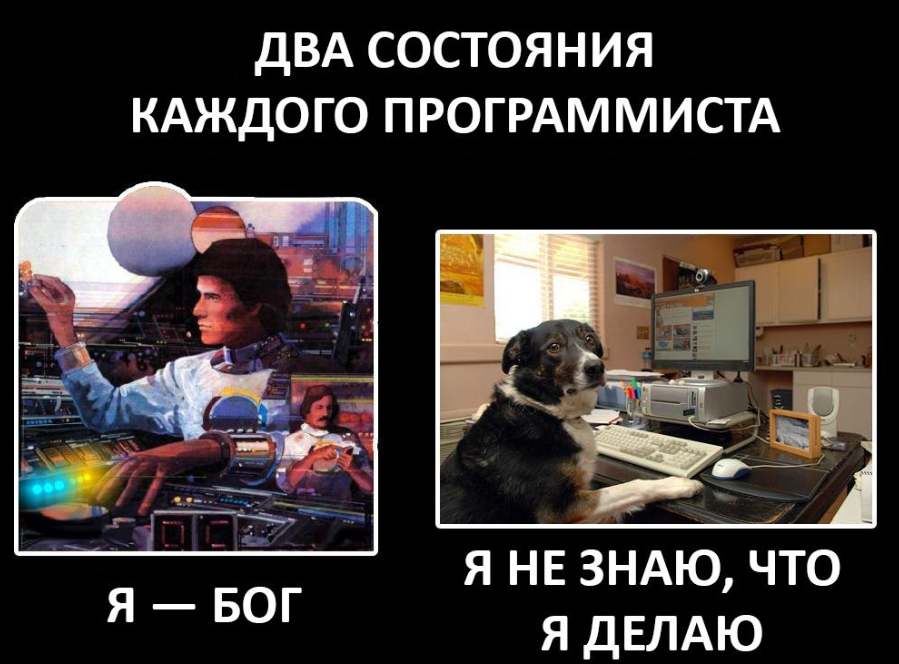 ДВА СОСТОЯНИЯ
КАЖДОГО ПРОГРАММИСТА
Я — БОГ
Я НЕ ЗНАЮ, ЧТО
Я ДЕЛАЮ